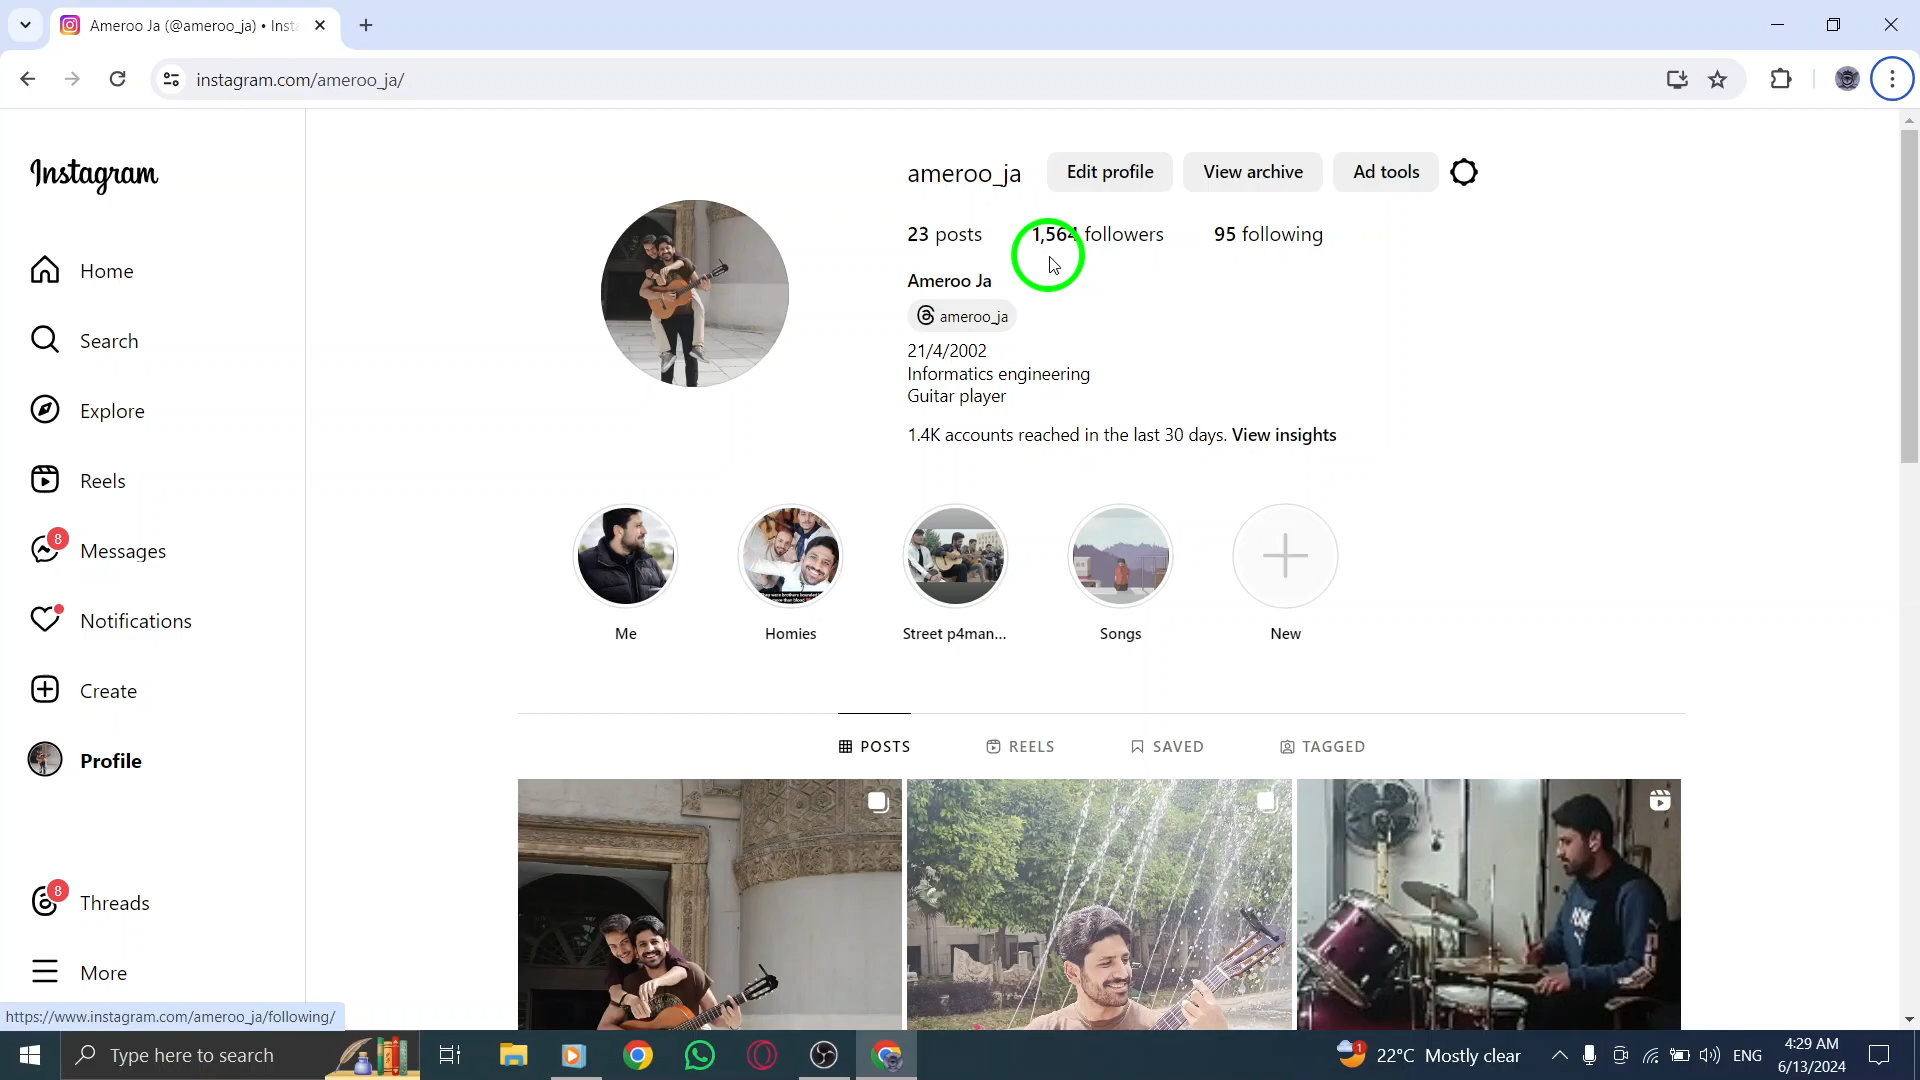 Ameroo Ja (@ameroo_ja) • Inst
instagram.com/ameroo_ja/
Instagram
Home
Search
Explore
Reels
8
Messages
Notifications
Create
Profile
8
Threads
More
ameroo_ja
Edit profile
View archive
Ad tools
23 posts
1,564 followers
95 following
Ameroo Ja
ameroo_ja
21/4/2002
Informatics engineering
Guitar player
1.4K accounts reached in the last 30 days. View insights
Me
Homies
Street p4man...
Songs
New
POSTS
REELS
SAVED
TAGGED
https://www.instagram.com/ameroo_ja/following/
Type here to search
1
22°C Mostly clear
ENG
4:29 AM
6/13/2024